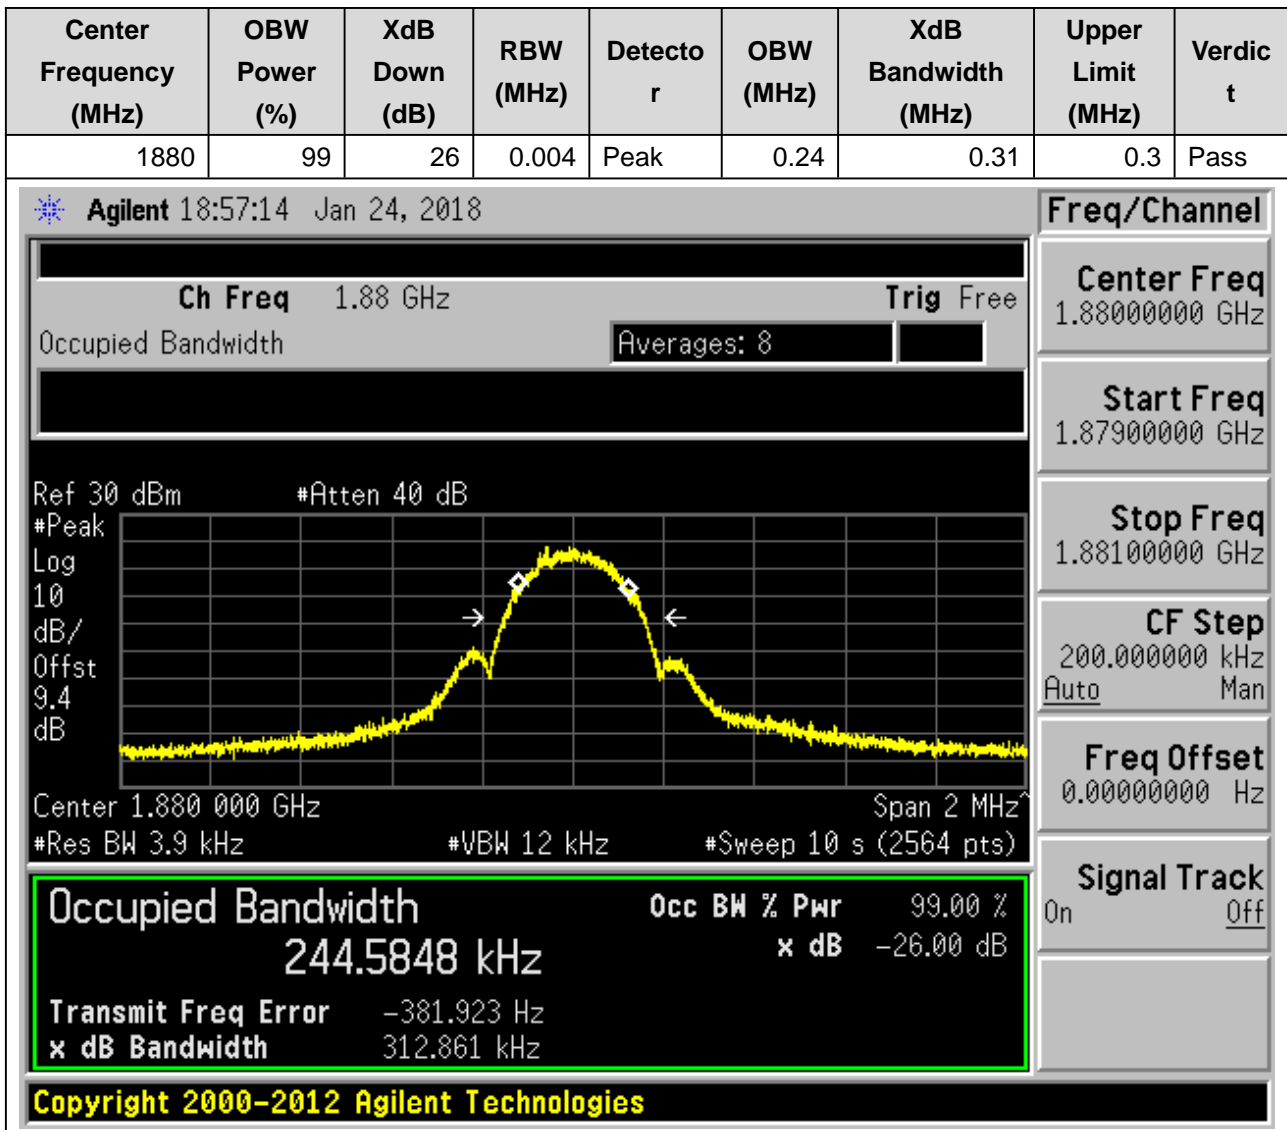 Center Frequency (MHz) OBW Power (%) XdB Down (dB) RBW (MHz) Detector OBW (MHz) XdB Bandwidth (MHz) Upper Limit (MHz) Verdict
1880 99 26 0.004 Peak 0.24 0.31 0.3 Pass
Agilent 18:57:14 Jan 24, 2018
Freq/Channel
Ch Freq 1.88 GHz Trig Free
Occupied Bandwidth Averages: 8
Center Freq
1.88000000 GHz
Start Freq
1.87900000 GHz
Stop Freq
1.88100000 GHz
CF Step
200.000000 kHz
Auto Man
Freq Offset
0.00000000 Hz
Signal Track
On Off
Ref 30 dBm #Atten 40 dB
#Peak
Log
10
dB/
Offst
9.4
dB
Center 1.880 000 GHz Span 2 MHz^
#Res BW 3.9 kHz #VBW 12 kHz #Sweep 10 s (2564 pts)
Occupied Bandwidth Occ BW % Pwr 99.00 %
244.5848 kHz x dB -26.00 dB
Transmit Freq Error -381.923 Hz
x dB Bandwidth 312.861 kHz
Copyright 2000-2012 Agilent Technologies